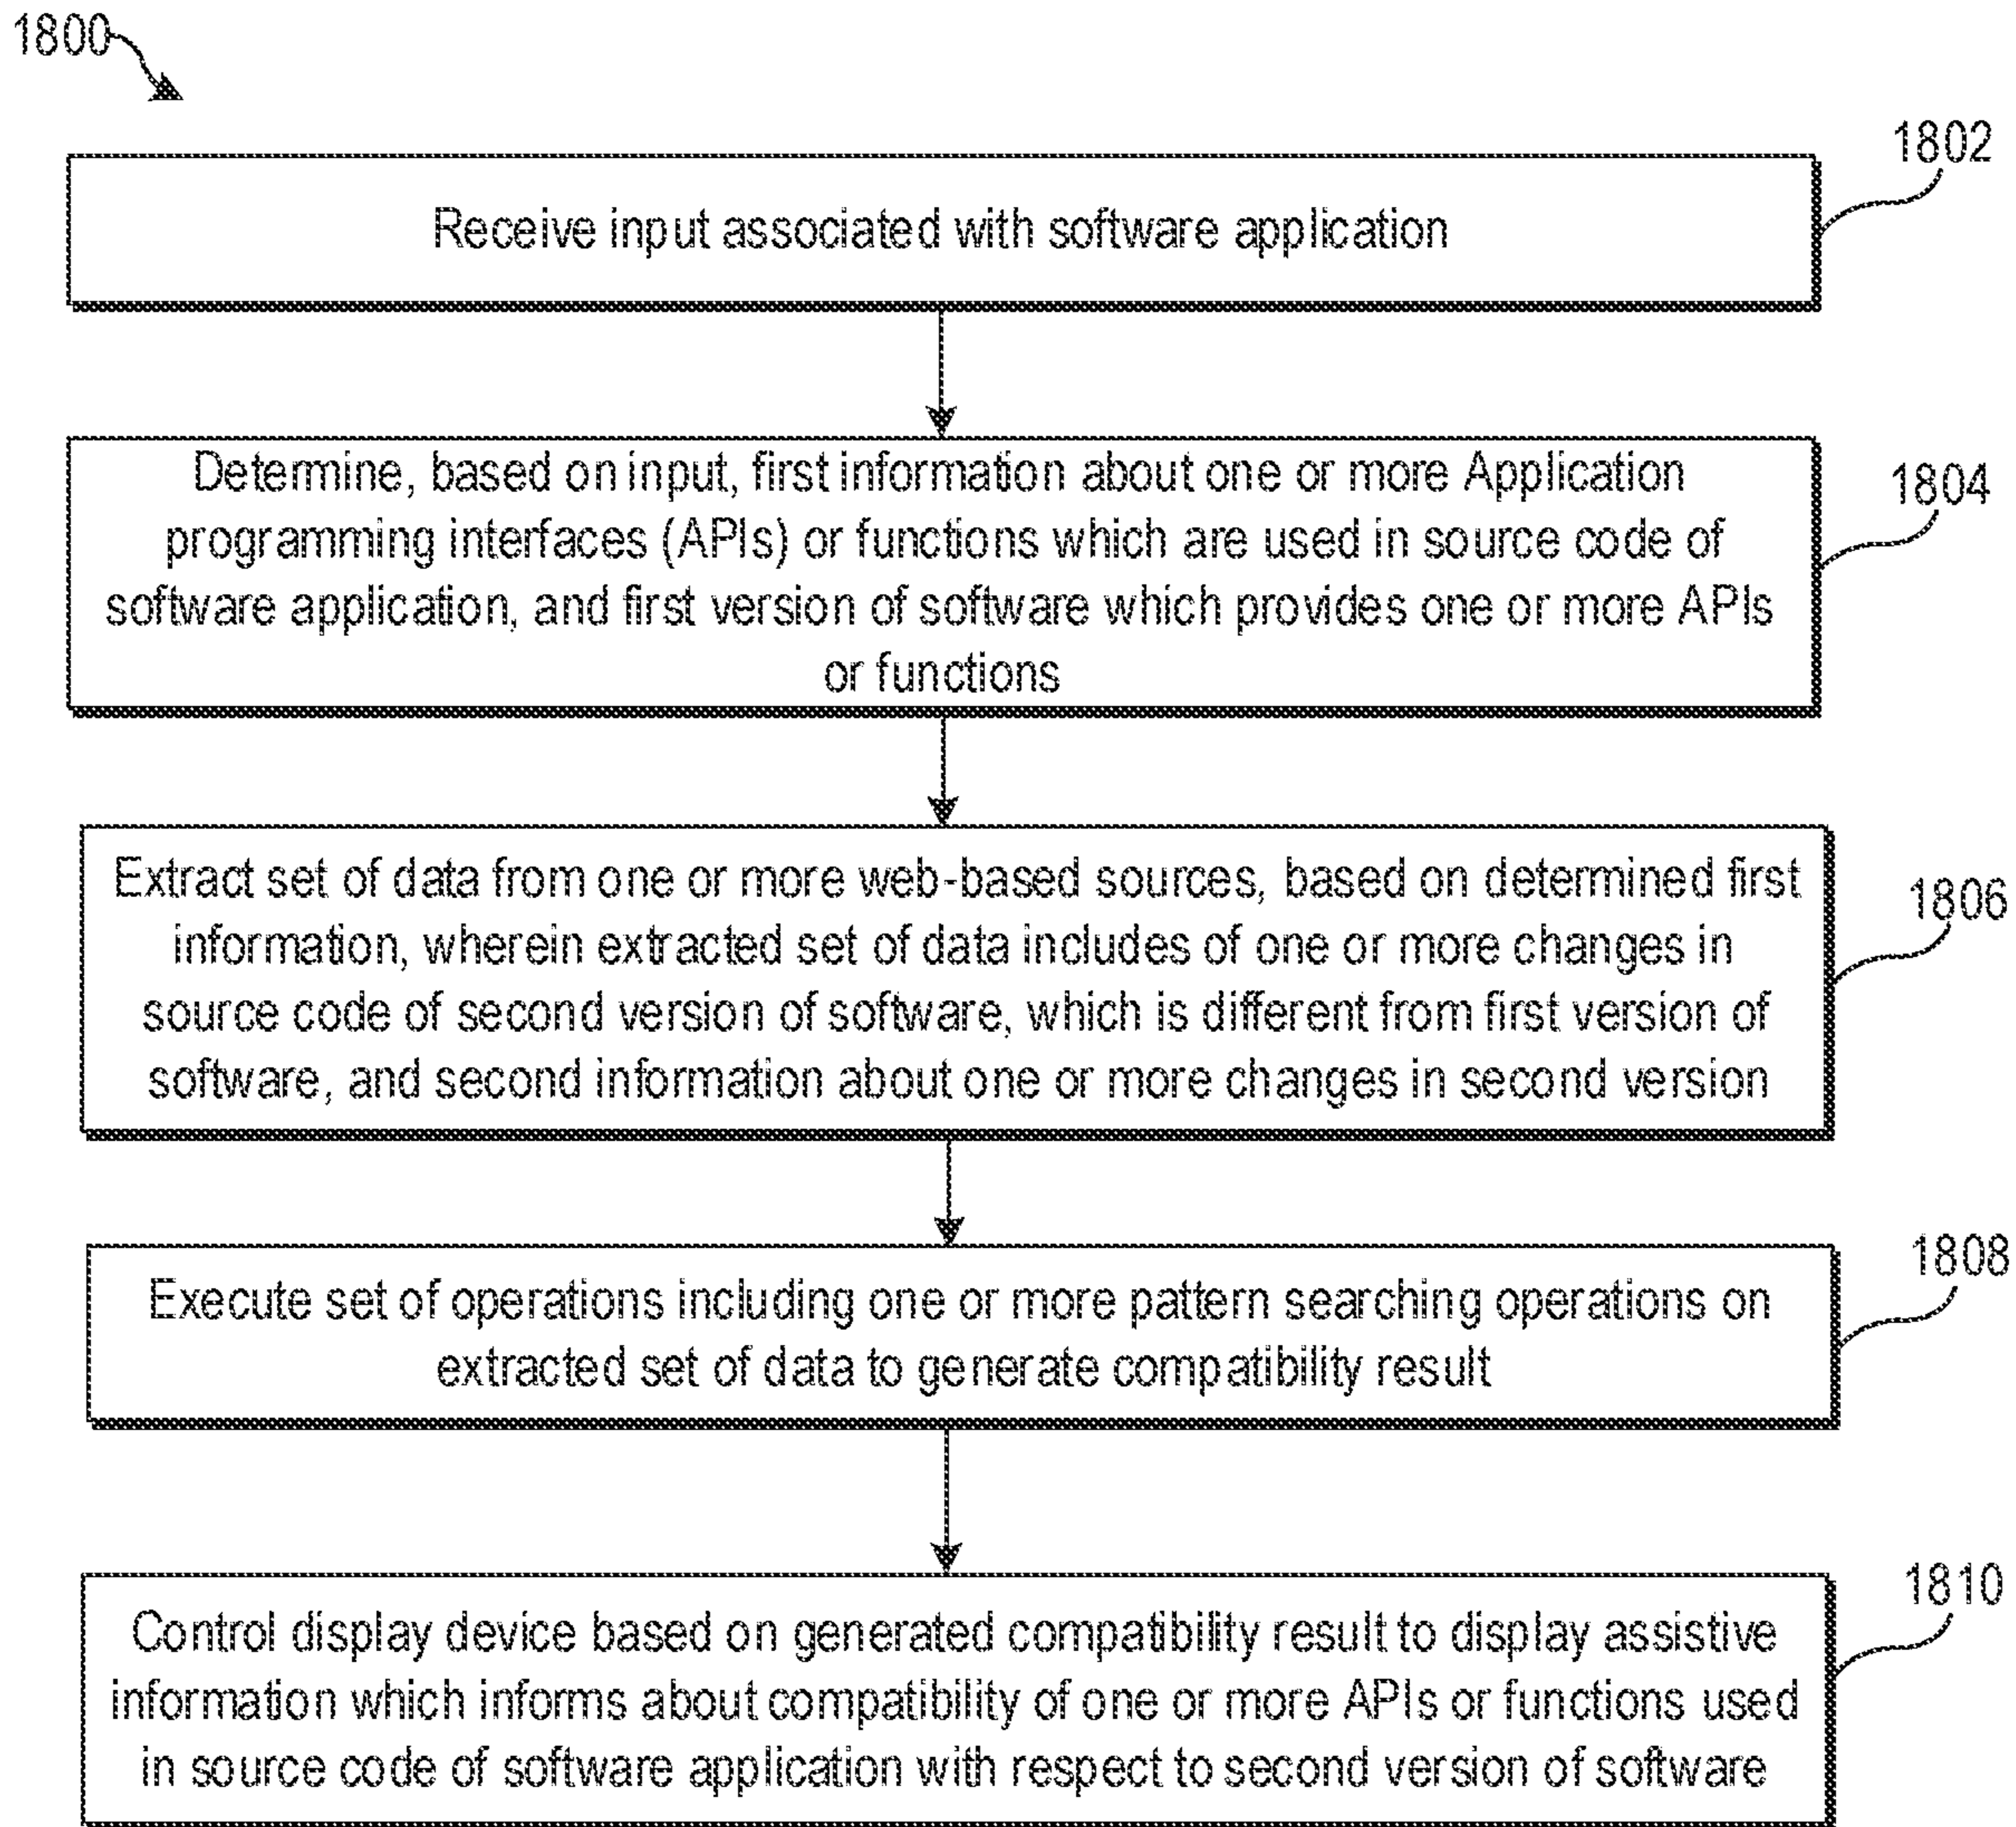 1800
1802
Receive input associated with software application
Determine, based on input, first information about one or more Application
programming interfaces (APIs) or functions which are used in source code of
software application, and first version of software which provides one or more APIs
or functions
1804
Extract set of data from one or more web-based sources, based on determined first
information, wherein extracted set of data includes of one or more changes in
source code of second version of software, which is different from first version of
software, and second information about one or more changes in second version
1806
Execute set of operations including one or more pattern searching operations on
extracted set of data to generate compatibility result
1808
Control display device based on generated compatibility result to display assistive
information which informs about compatibility of one or more APIs or functions used
in source code of software application with respect to second version of software
1810